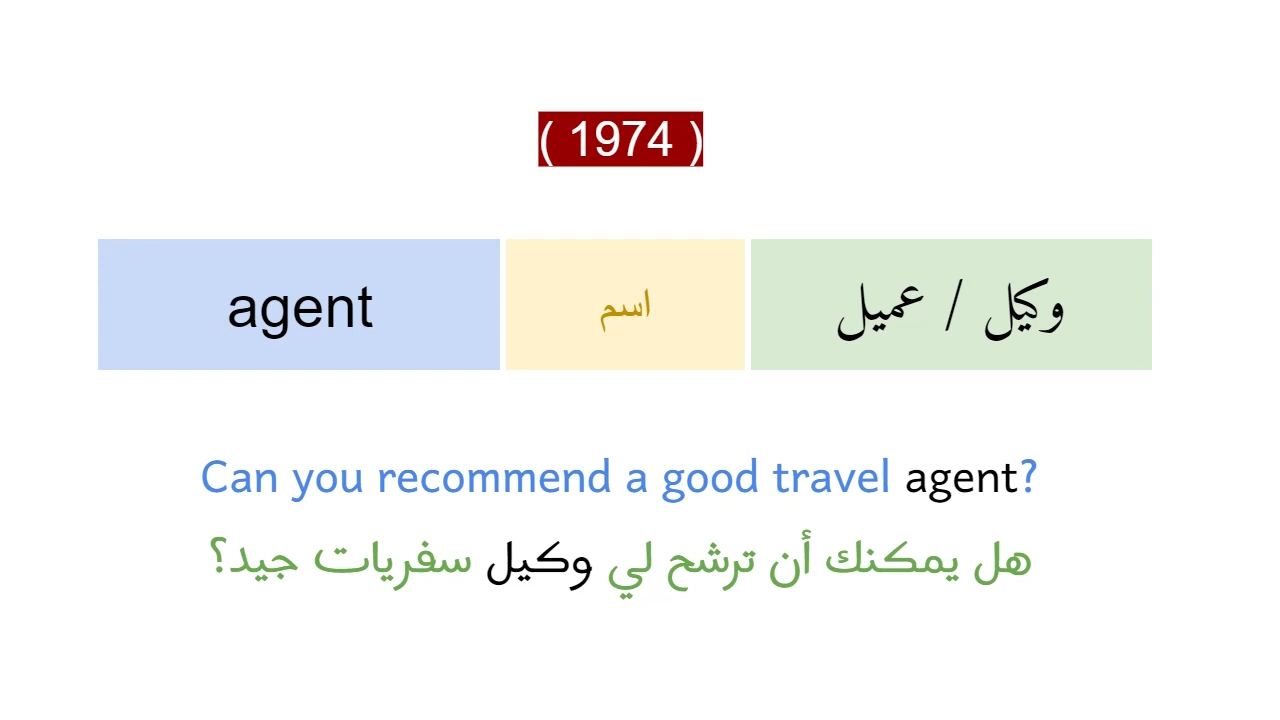 ( 1974 )
agent اسم وكيل / عميل
Can you recommend a good travel agent?
هل يمكنك أن ترشح لي وكيل سفريات جيد؟